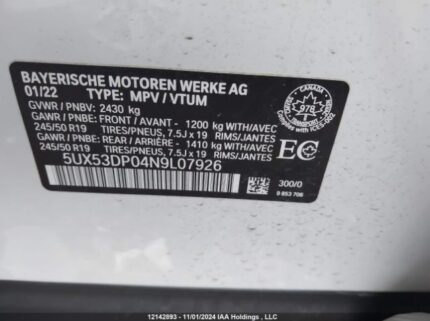 BAYERISCHE MOTOREN WERKE AG
01/22 TYPE: MPV / VTUM
GVWR / PNBV: 2430 kg
GAWR / PNBE: FRONT / AVANT - 1200 kg WITH/AVEC
245/50 R19 TIRES/PNEUS, 7.5J x 19 RIMS/JANTES
GAWR / PNBE: REAR / ARRIÈRE - 1410 kg WITH/AVEC
245/50 R19 TIRES/PNEUS, 7.5J x 19 RIMS/JANTES
5UX53DP04N9L07926
CANADA
978
EC
300/0
9 853 706
12142893 - 11/01/2024 IAA Holdings , LLC